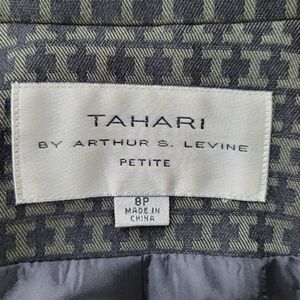 TAHARI
BY ARTHUR S. LEVINE
PETITE
8P
MADE IN
CHINA